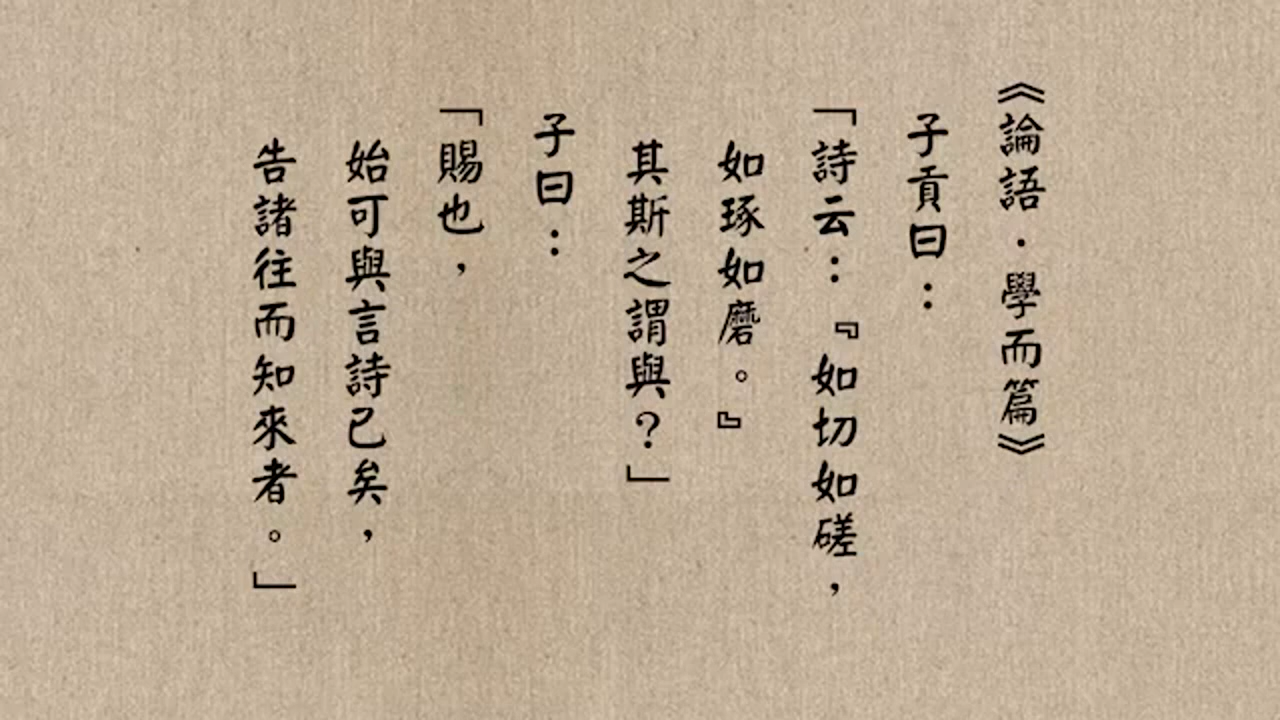 《論語·學而篇》
子貢曰：
「詩云：『如切如磋，
如琢如磨。』
其斯之謂與？」
子曰：
「賜也，
始可與言詩已矣，
告諸往而知來者。」